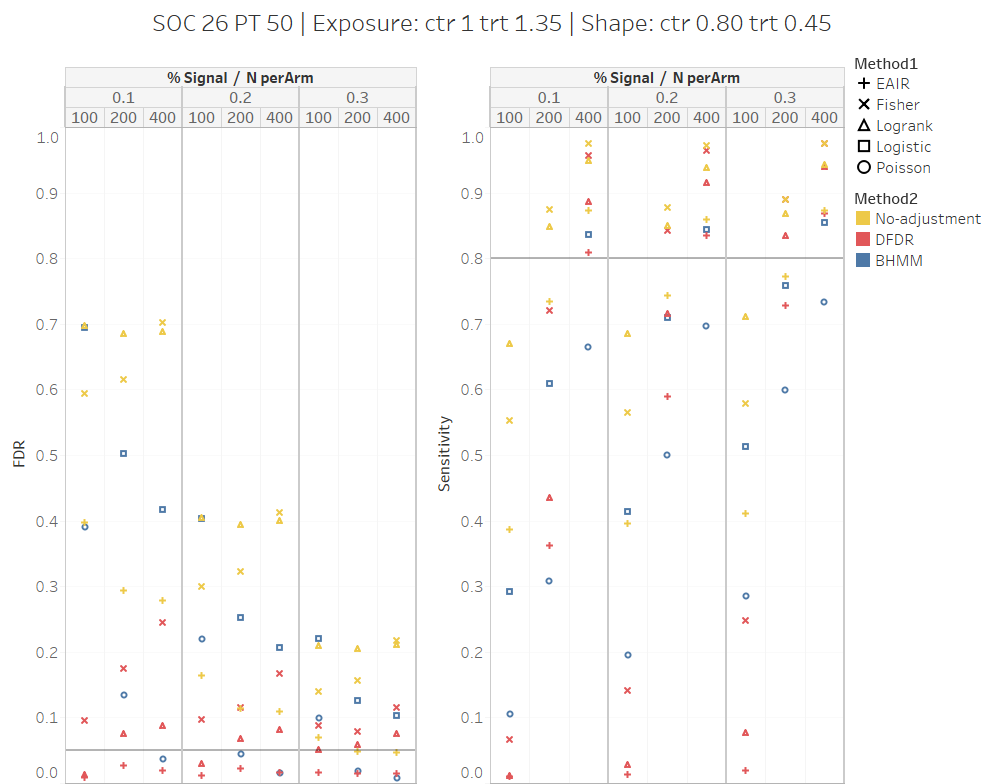 SOC 26 PT 50 | Exposure: ctr 1 trt 1.35 | Shape: ctr 0.80 trt 0.45
% Signal / N perArm
0.1 0.2 0.3
100 200 400 100 200 400 100 200 400
1.0
0.9
0.8
0.7
0.6
0.5
0.4
0.3
0.2
0.1
0.0
FDR
% Signal / N perArm
0.1 0.2 0.3
100 200 400 100 200 400 100 200 400
1.0
0.9
0.8
0.7
0.6
0.5
0.4
0.3
0.2
0.1
0.0
Sensitivity
Method1
EAIR
Fisher
Logrank
Logistic
Poisson
Method2
No-adjustment
DFDR
BHMM